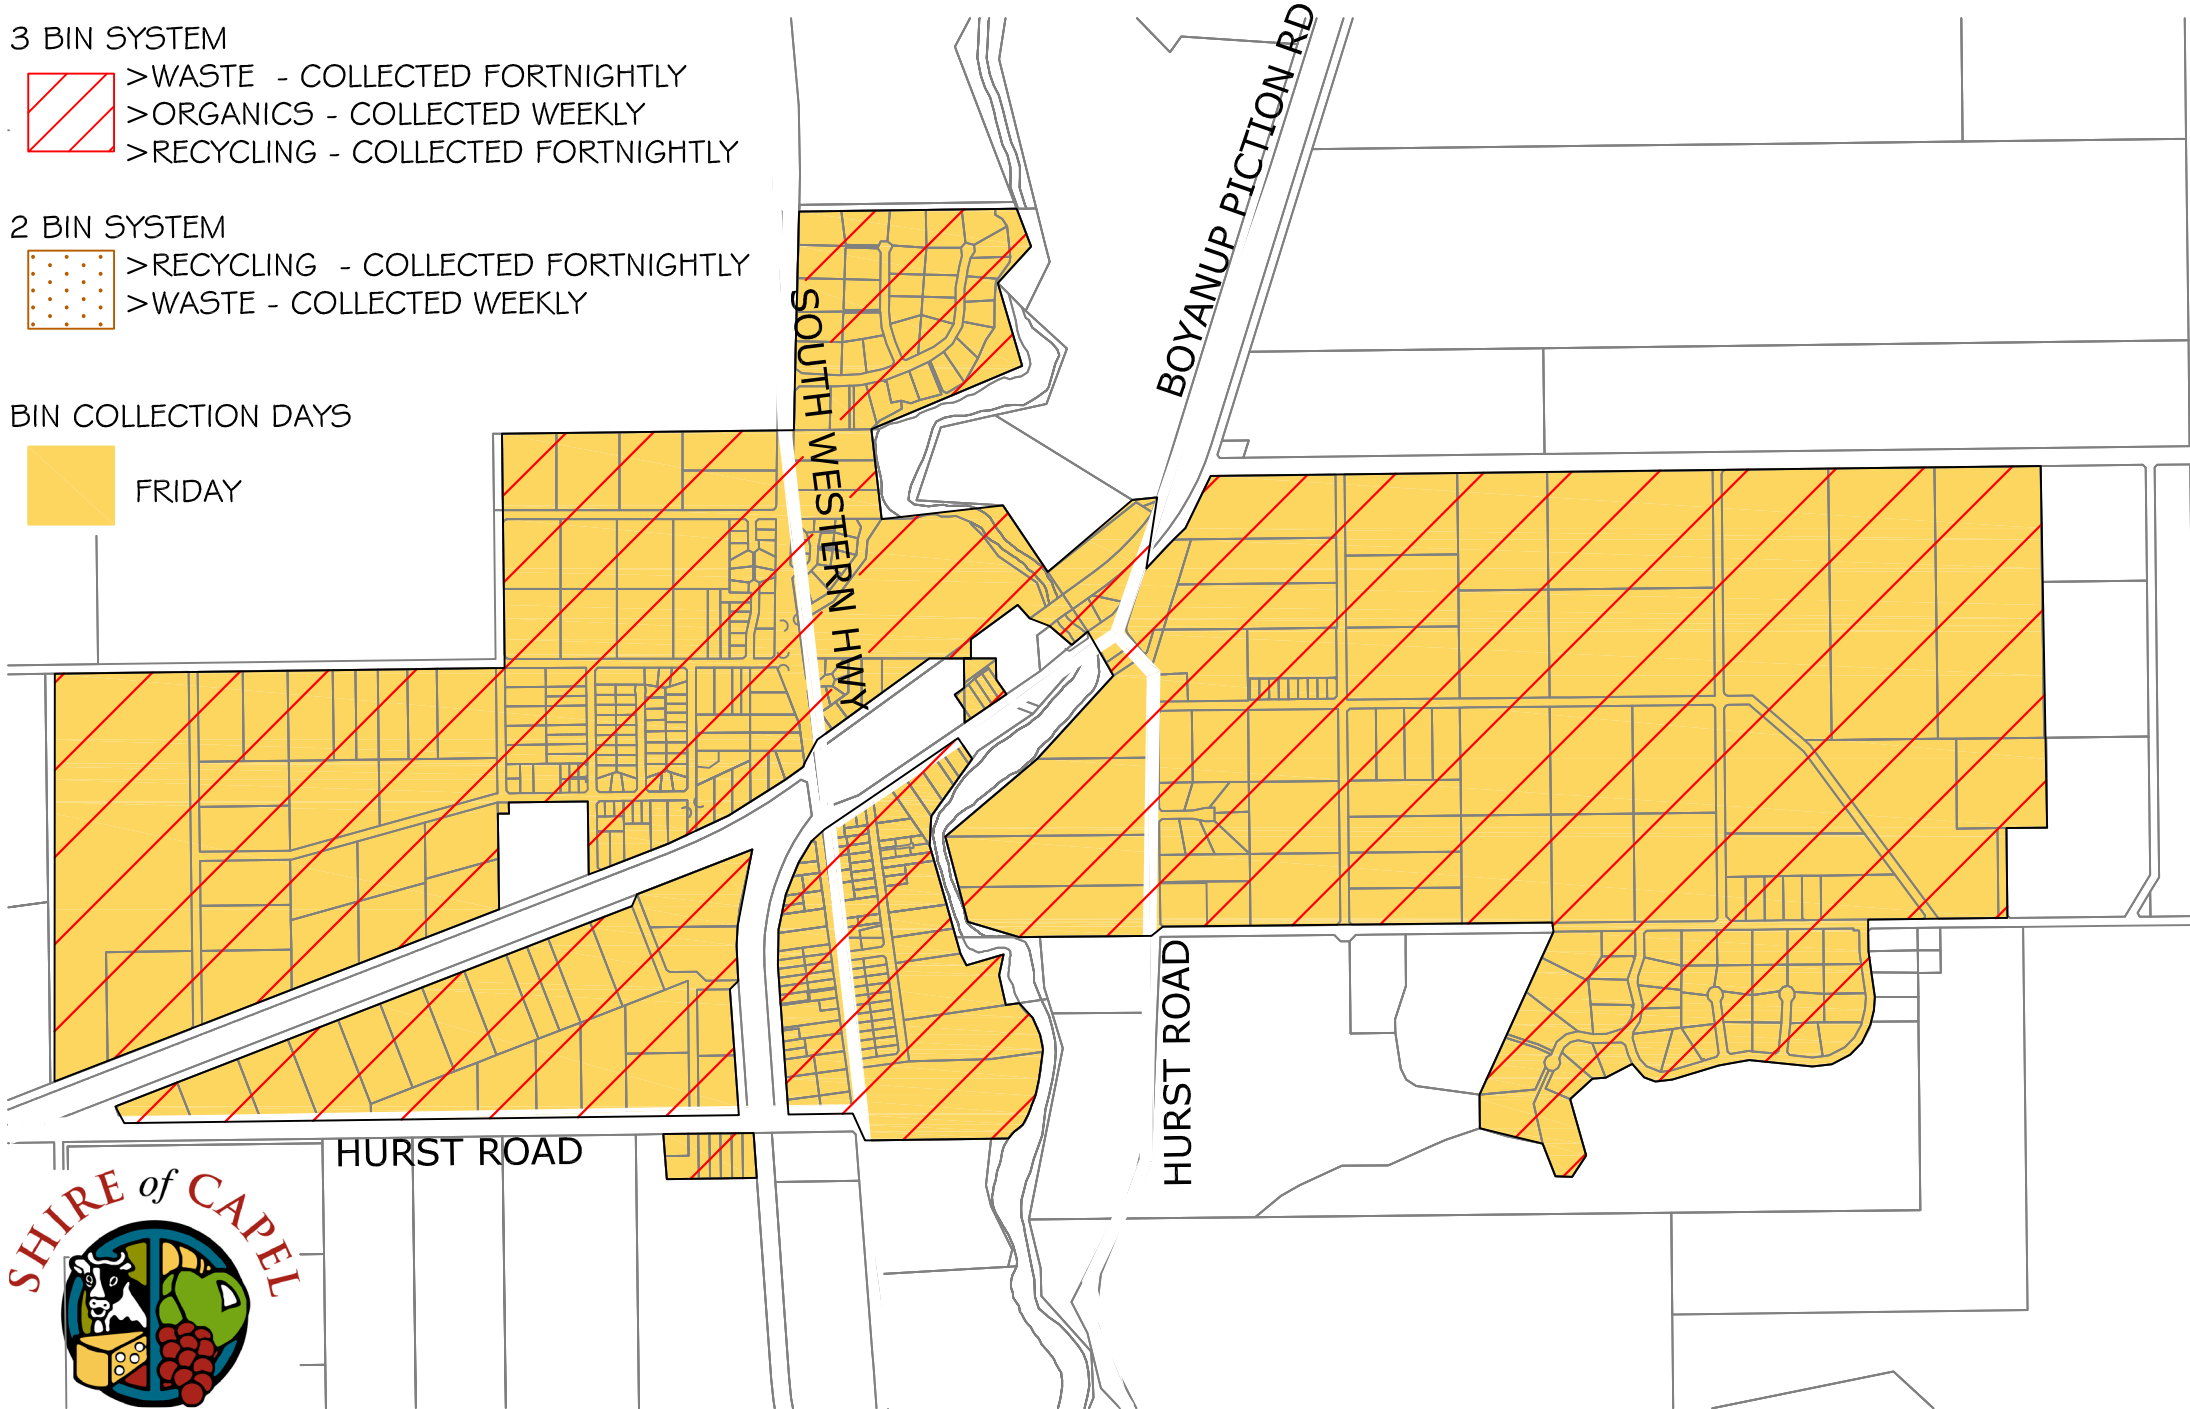 3 BIN SYSTEM
>WASTE - COLLECTED FORTNIGHTLY
>ORGANICS - COLLECTED WEEKLY
>RECYCLING - COLLECTED FORTNIGHTLY
2 BIN SYSTEM
>RECYCLING - COLLECTED FORTNIGHTLY
>WASTE - COLLECTED WEEKLY
BIN COLLECTION DAYS
FRIDAY
SOUTH WESTERN HWY
BOYANUP PICTION RD
HURST ROAD
HURST ROAD
SHIRE of CAPEL